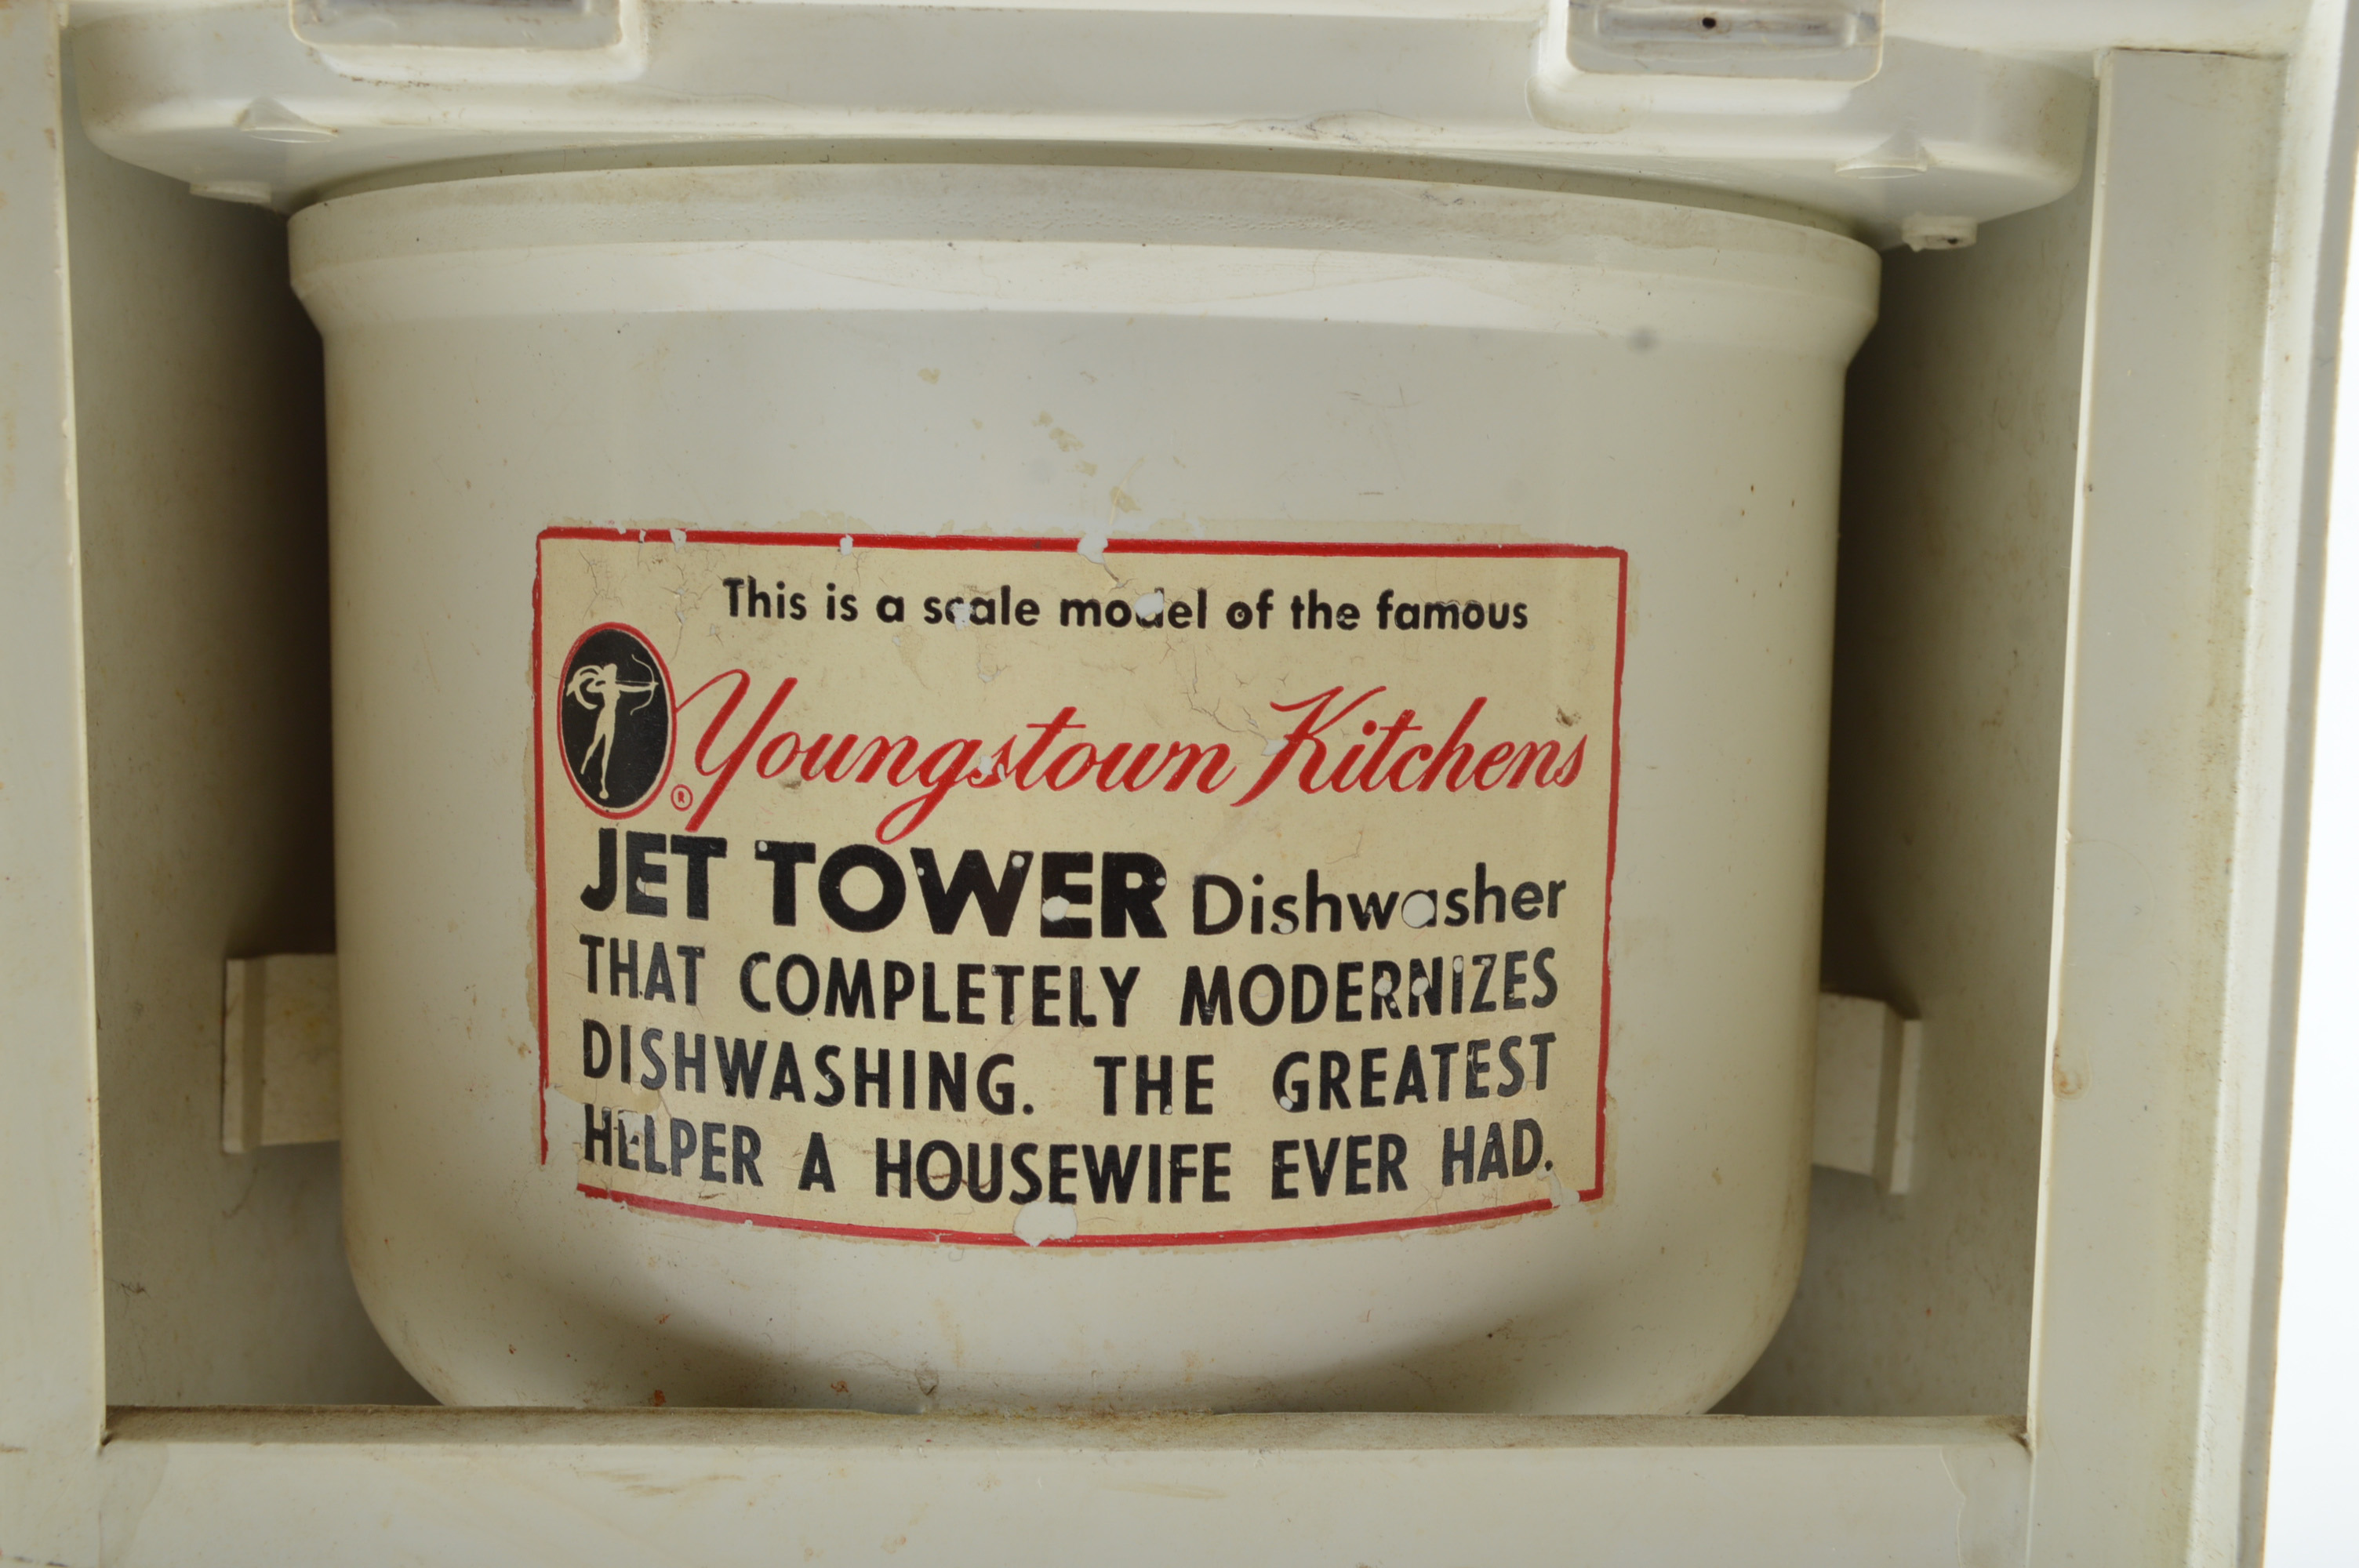 This is a scale model of the famous
® Youngstown Kitchens
JET TOWER Dishwasher
THAT COMPLETELY MODERNIZES
DISHWASHING. THE GREATEST
HELPER A HOUSEWIFE EVER HAD.